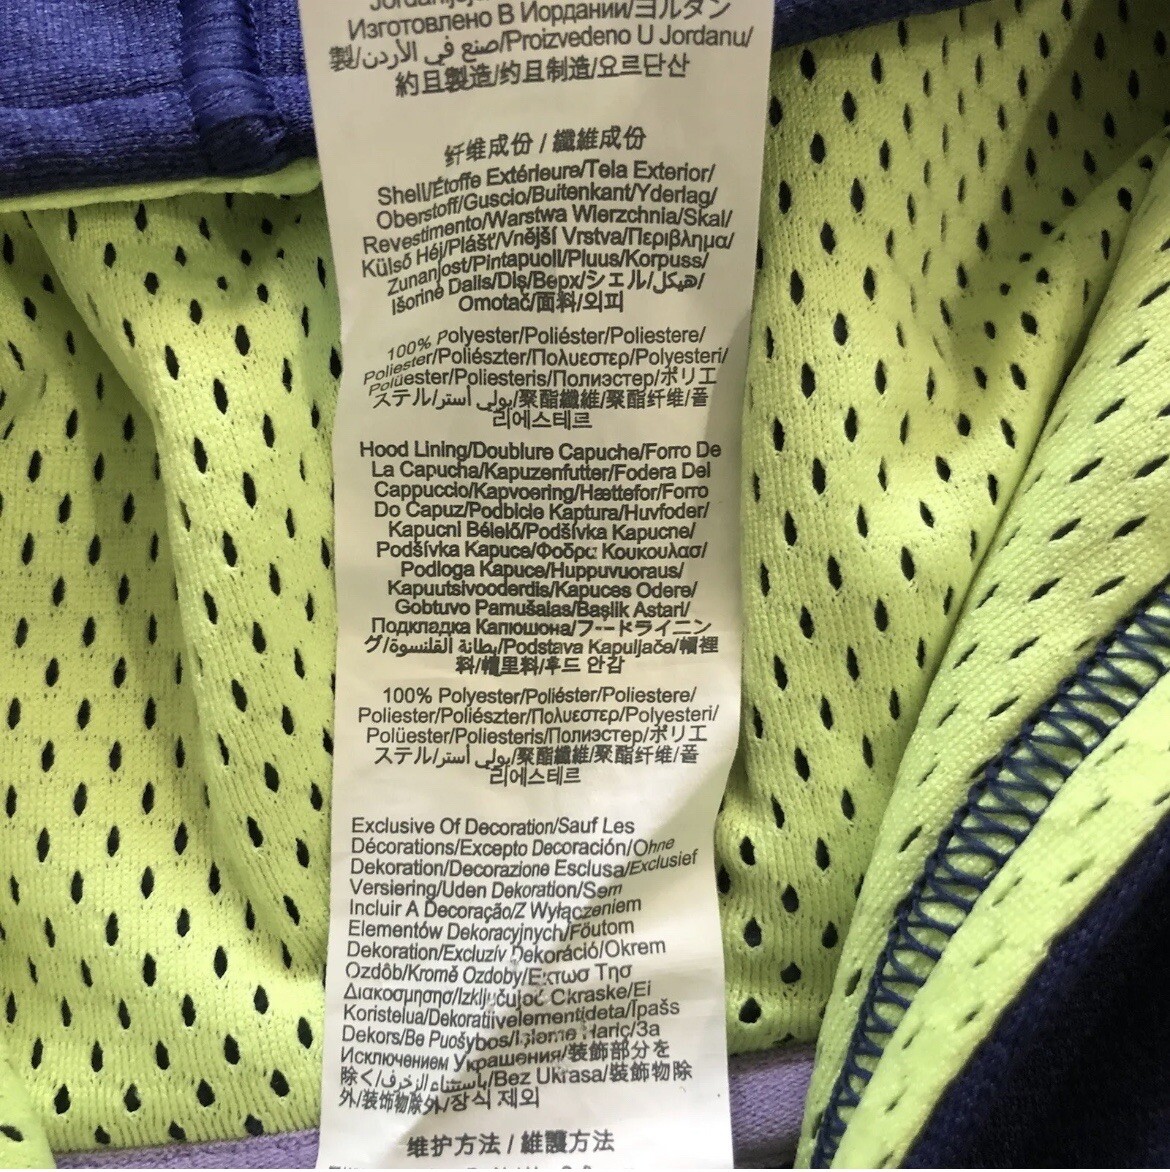 Изготовлено В Иордании/ヨルダン
製/صنع في الأردن/Proizvedeno U Jordanu/
約旦製造/约旦制造/요르단산
纤维成份 / 纖維成份
Shell/Étoffe Extérieure/Tela Exterior/
Oberstoff/Guscio/Buitenkant/Yderlag/
Revestimento/Warstwa Wierzchnia/Skal/
Külső Héj/Plášť/Vnější Vrstva/Περιβλημα/
Zunanjost/Pintapuoli/Pluus/Korpuss/
Išorinė Dalis/Dış/Верх/シェル/هيكل/
Omotač/面料/외피
100% Polyester/Poliéster/Poliestere/
Poliester/Poliészter/Πολυεστερ/Polyesteri/
Polüester/Poliesteris/Полиэстер/ポリエ
ステル/بولي أستر/聚酯纖維/聚酯纤维/폴
리에스테르
Hood Lining/Doublure Capuche/Forro De
La Capucha/Kapuzenfutter/Fodera Del
Cappuccio/Kapvoering/Hættefor/Forro
Do Capuz/Podbicie Kaptura/Huvfoder/
Kapucni Bélelő/Podšívka Kapucne/
Podšívka Kapuce/Φοδρα Κουκουλασ/
Podloga Kapuce/Huppuvuoraus/
Kapuutsivooderdis/Kapuces Odere/
Gobtuvo Pamušalas/Başlik Astari/
Подкладка Капюшона/フードライニン
グ/بطانة القلنسوة/Podstava Kapuljače/帽裡
料/帽里料/후드 안감
100% Polyester/Poliéster/Poliestere/
Poliester/Poliészter/Πολυεστερ/Polyesteri/
Polüester/Poliesteris/Полиэстер/ポリエ
ステル/بولي أستر/聚酯纖維/聚酯纤维/폴
리에스테르
Exclusive Of Decoration/Sauf Les
Décorations/Excepto Decoración/Ohne
Dekoration/Decorazione Esclusa/Exclusief
Versiering/Uden Dekoration/Sem
Incluir A Decoração/Z Wyłączeniem
Elementów Dekoracyjnych/Föutom
Dekoration/Excluzív Dekoráció/Okrem
Ozdôb/Kromě Ozdoby/Εκτωσ Τησ
Διακοσμησησ/Izključujoč Ckraske/Ei
Koristelua/Dekoratiivelementideta/Īpašs
Dekors/Be Puošybos/İşleme Hariç/За
Исключением Украшения/装飾部分を
除く/باستثناء الزخرف/Bez Ukrasa/裝飾物除
外/装饰物除外/장식 제외
维护方法 / 維護方法